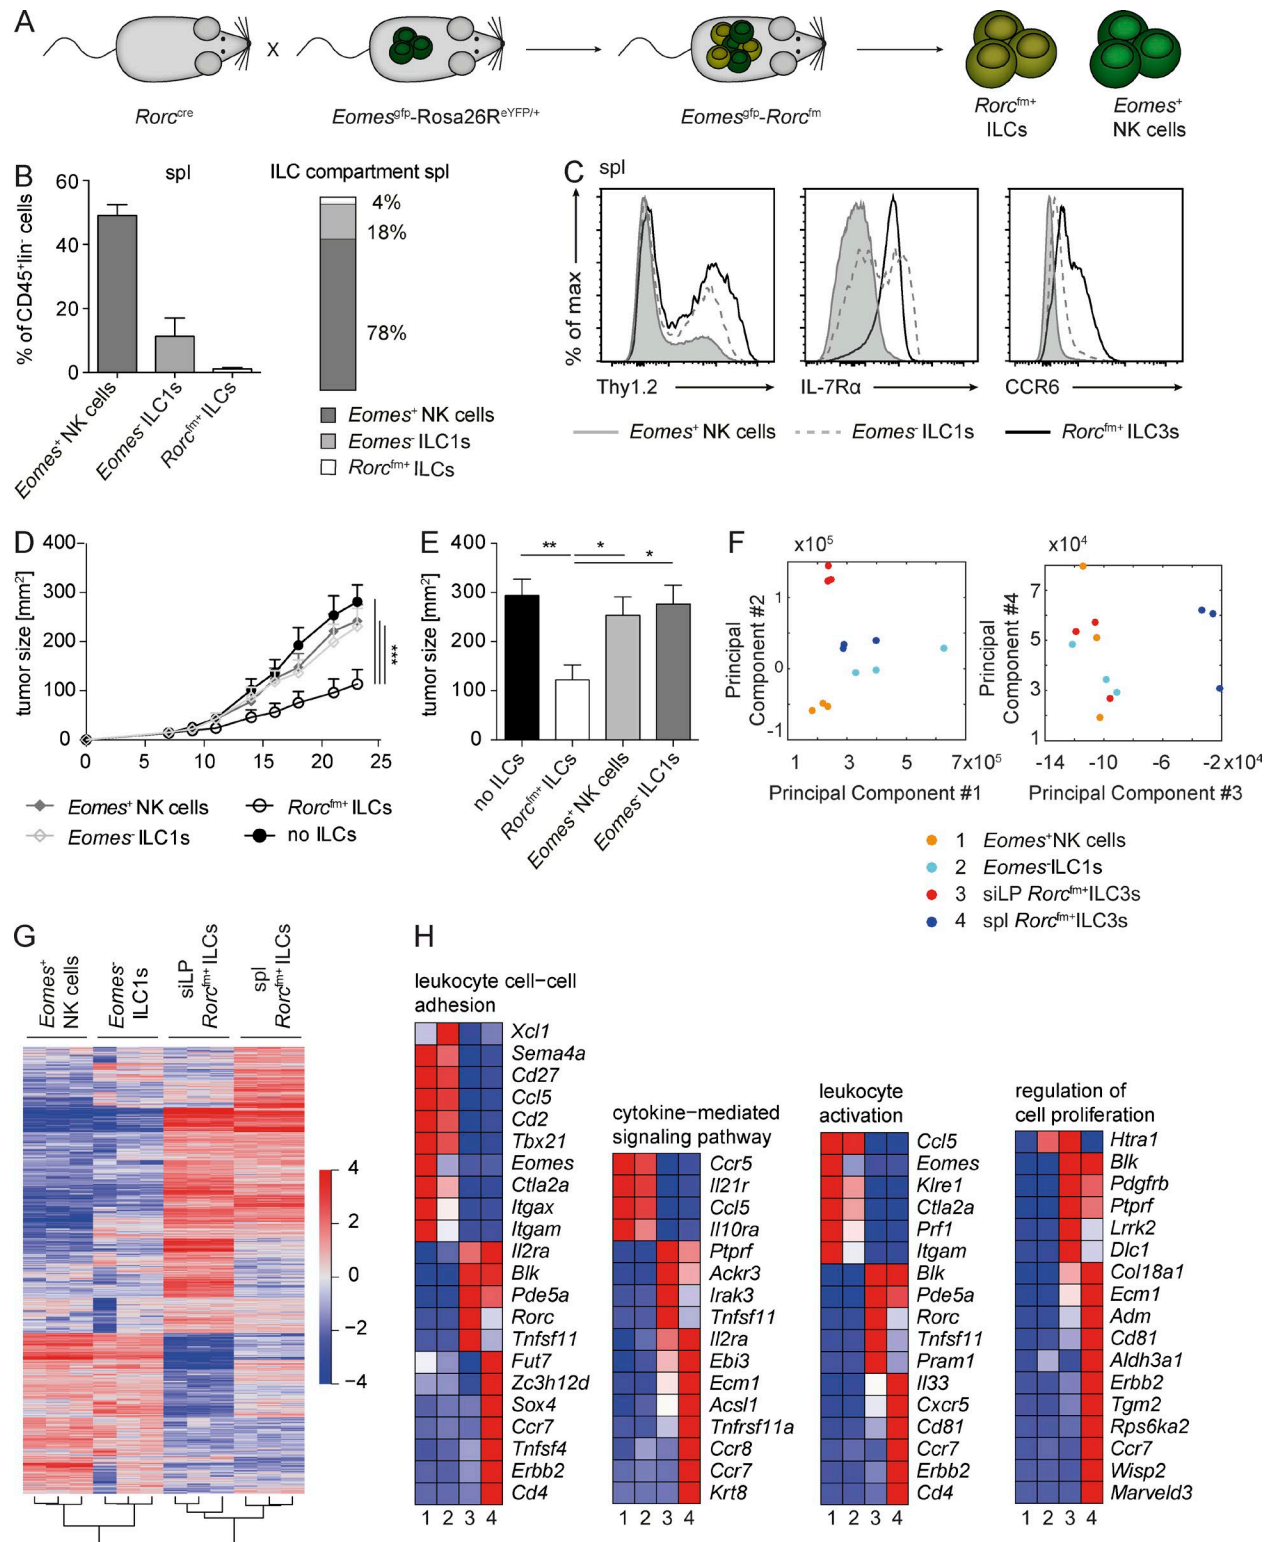 A
X
Rorc^cre
Eomes^gfp-Rosa26R^eYFP/+
Eomes^gfp-Rorc^fm
Rorc^fm+
ILCs
Eomes^+
NK cells
B
spl
% of CD45^+lin^- cells
60
40
20
0
Eomes^+ NK cells
Eomes^- ILC1s
Rorc^fm+ ILCs
ILC compartment spl
4%
18%
78%
Eomes^+ NK cells
Eomes^- ILC1s
Rorc^fm+ ILCs
C
spl
% of max
Thy1.2
IL-7Rα
CCR6
Eomes^+ NK cells
Eomes^- ILC1s
Rorc^fm+ ILC3s
D
tumor size [mm²]
400
300
200
100
0
0 5 10 15 20 25
***
Eomes^+ NK cells
Rorc^fm+ ILCs
Eomes^- ILC1s
no ILCs
E
tumor size [mm²]
400
300
200
100
0
** * *
no ILCs
Rorc^fm+ ILCs
Eomes^+ NK cells
Eomes^- ILC1s
F
x10⁵
Principal
Component #2
1
0
-1
1 3 5 7x10⁵
Principal Component #1
x10⁴
Principal
Component #4
7
5
3
1
-14 -10 -6 -2x10⁴
Principal Component #3
1 Eomes^+NK cells
2 Eomes^-ILC1s
3 siLP Rorc^fm+ILC3s
4 spl Rorc^fm+ILC3s
G
Eomes^+
NK cells
Eomes^-
ILC1s
siLP
Rorc^fm+ ILCs
spl
Rorc^fm+ ILCs
4
2
0
−2
−4
H
leukocyte cell−cell
adhesion
Xcl1
Sema4a
Cd27
Ccl5
Cd2
Tbx21
Eomes
Ctla2a
Itgax
Itgam
Il2ra
Blk
Pde5a
Rorc
Tnfsf11
Fut7
Zc3h12d
Sox4
Ccr7
Tnfsf4
Erbb2
Cd4
1 2 3 4
cytokine−mediated
signaling pathway
Ccr5
Il21r
Ccl5
Il10ra
Ptprf
Ackr3
Irak3
Tnfsf11
Il2ra
Ebi3
Ecm1
Acsl1
Tnfrsf11a
Ccr8
Ccr7
Krt8
1 2 3 4
leukocyte
activation
Ccl5
Eomes
Klre1
Ctla2a
Prf1
Itgam
Blk
Pde5a
Rorc
Tnfsf11
Pram1
Il33
Cxcr5
Cd81
Ccr7
Erbb2
Cd4
1 2 3 4
regulation of
cell proliferation
Htra1
Blk
Pdgfrb
Ptprf
Lrrk2
Dlc1
Col18a1
Ecm1
Adm
Cd81
Aldh3a1
Erbb2
Tgm2
Rps6ka2
Ccr7
Wisp2
Marveld3
1 2 3 4